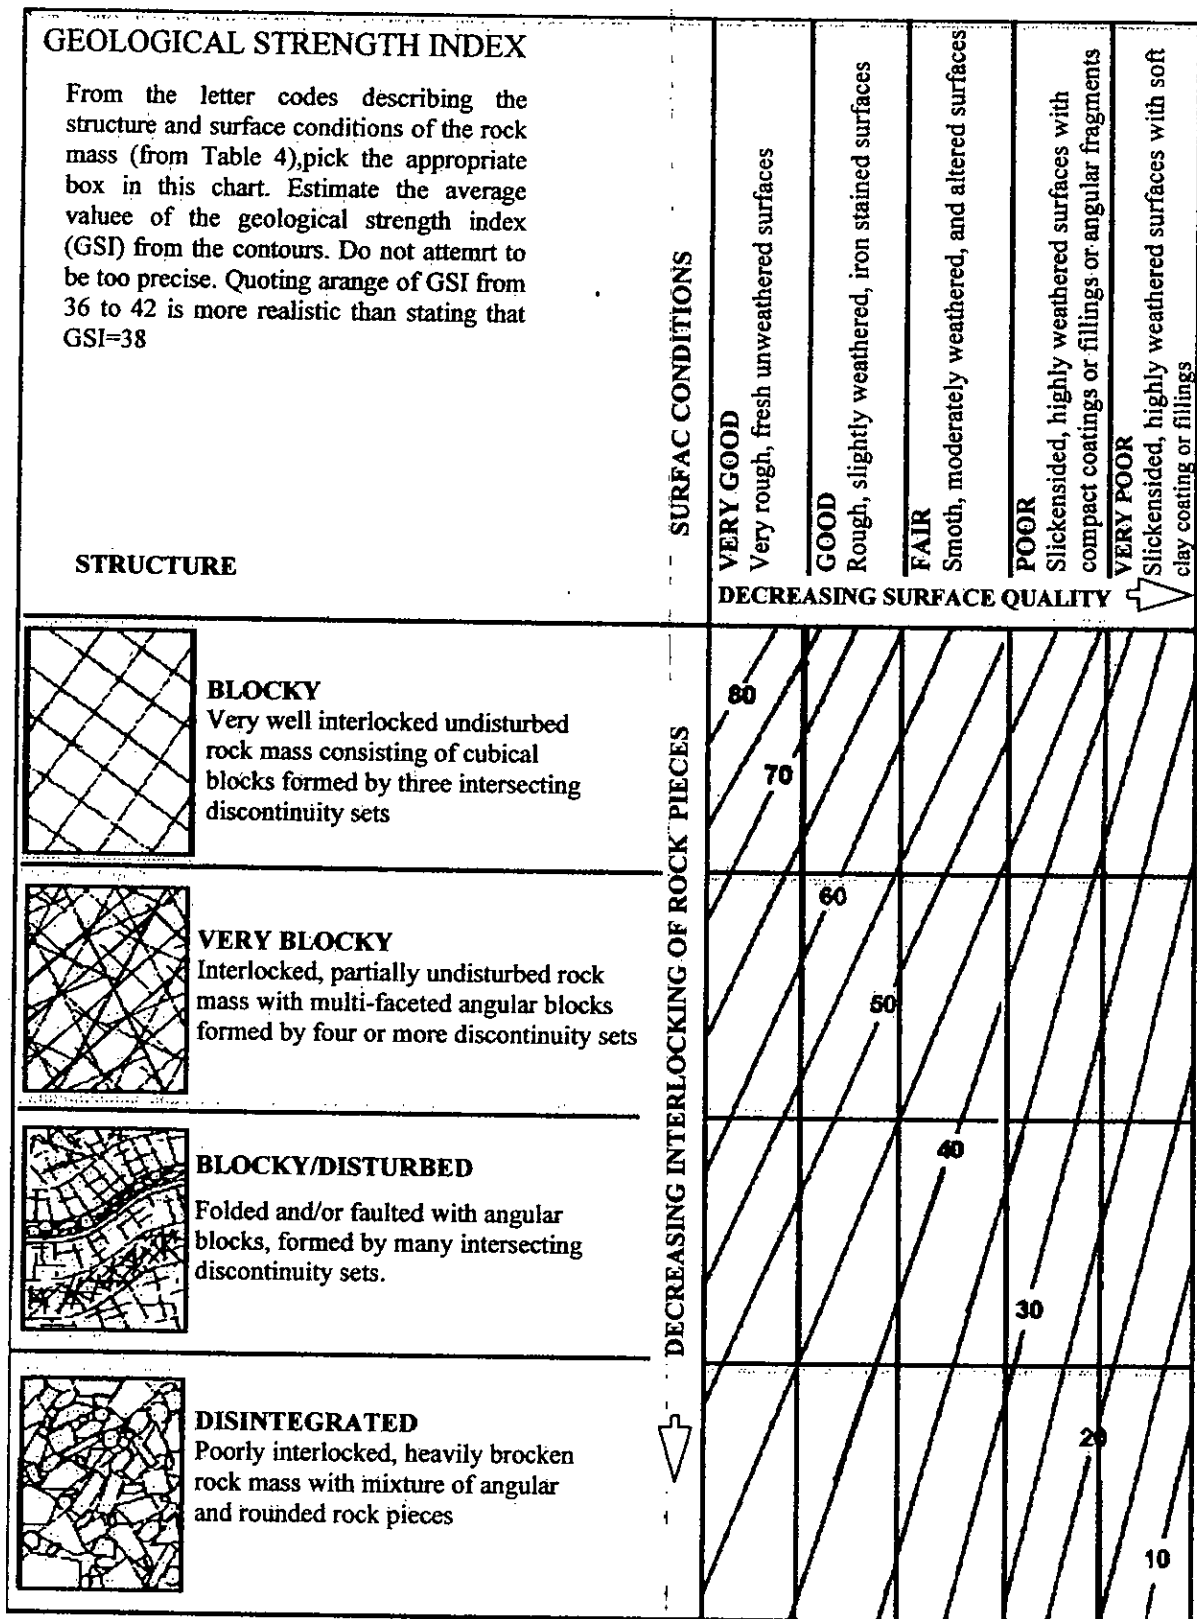 GEOLOGICAL STRENGTH INDEX
From the letter codes describing the
structure and surface conditions of the rock
mass (from Table 4),pick the appropriate
box in this chart. Estimate the average
valuee of the geological strength index
(GSI) from the contours. Do not attemrt to
be too precise. Quoting arange of GSI from
36 to 42 is more realistic than stating that
GSI=38
STRUCTURE
SURFAC CONDITIONS
VERY GOOD
Very rough, fresh unweathered surfaces
GOOD
Rough, slightly weathered, iron stained surfaces
FAIR
Smoth, moderately weathered, and altered surfaces
POOR
Slickensided, highly weathered surfaces with
compact coatings or fillings or angular fragments
VERY POOR
Slickensided, highly weathered surfaces with soft
clay coating or fillings
DECREASING SURFACE QUALITY
DECREASING INTERLOCKING OF ROCK PIECES
BLOCKY
Very well interlocked undisturbed
rock mass consisting of cubical
blocks formed by three intersecting
discontinuity sets
VERY BLOCKY
Interlocked, partially undisturbed rock
mass with multi-faceted angular blocks
formed by four or more discontinuity sets
BLOCKY/DISTURBED
Folded and/or faulted with angular
blocks, formed by many intersecting
discontinuity sets.
DISINTEGRATED
Poorly interlocked, heavily brocken
rock mass with mixture of angular
and rounded rock pieces
80
70
60
50
40
30
20
10